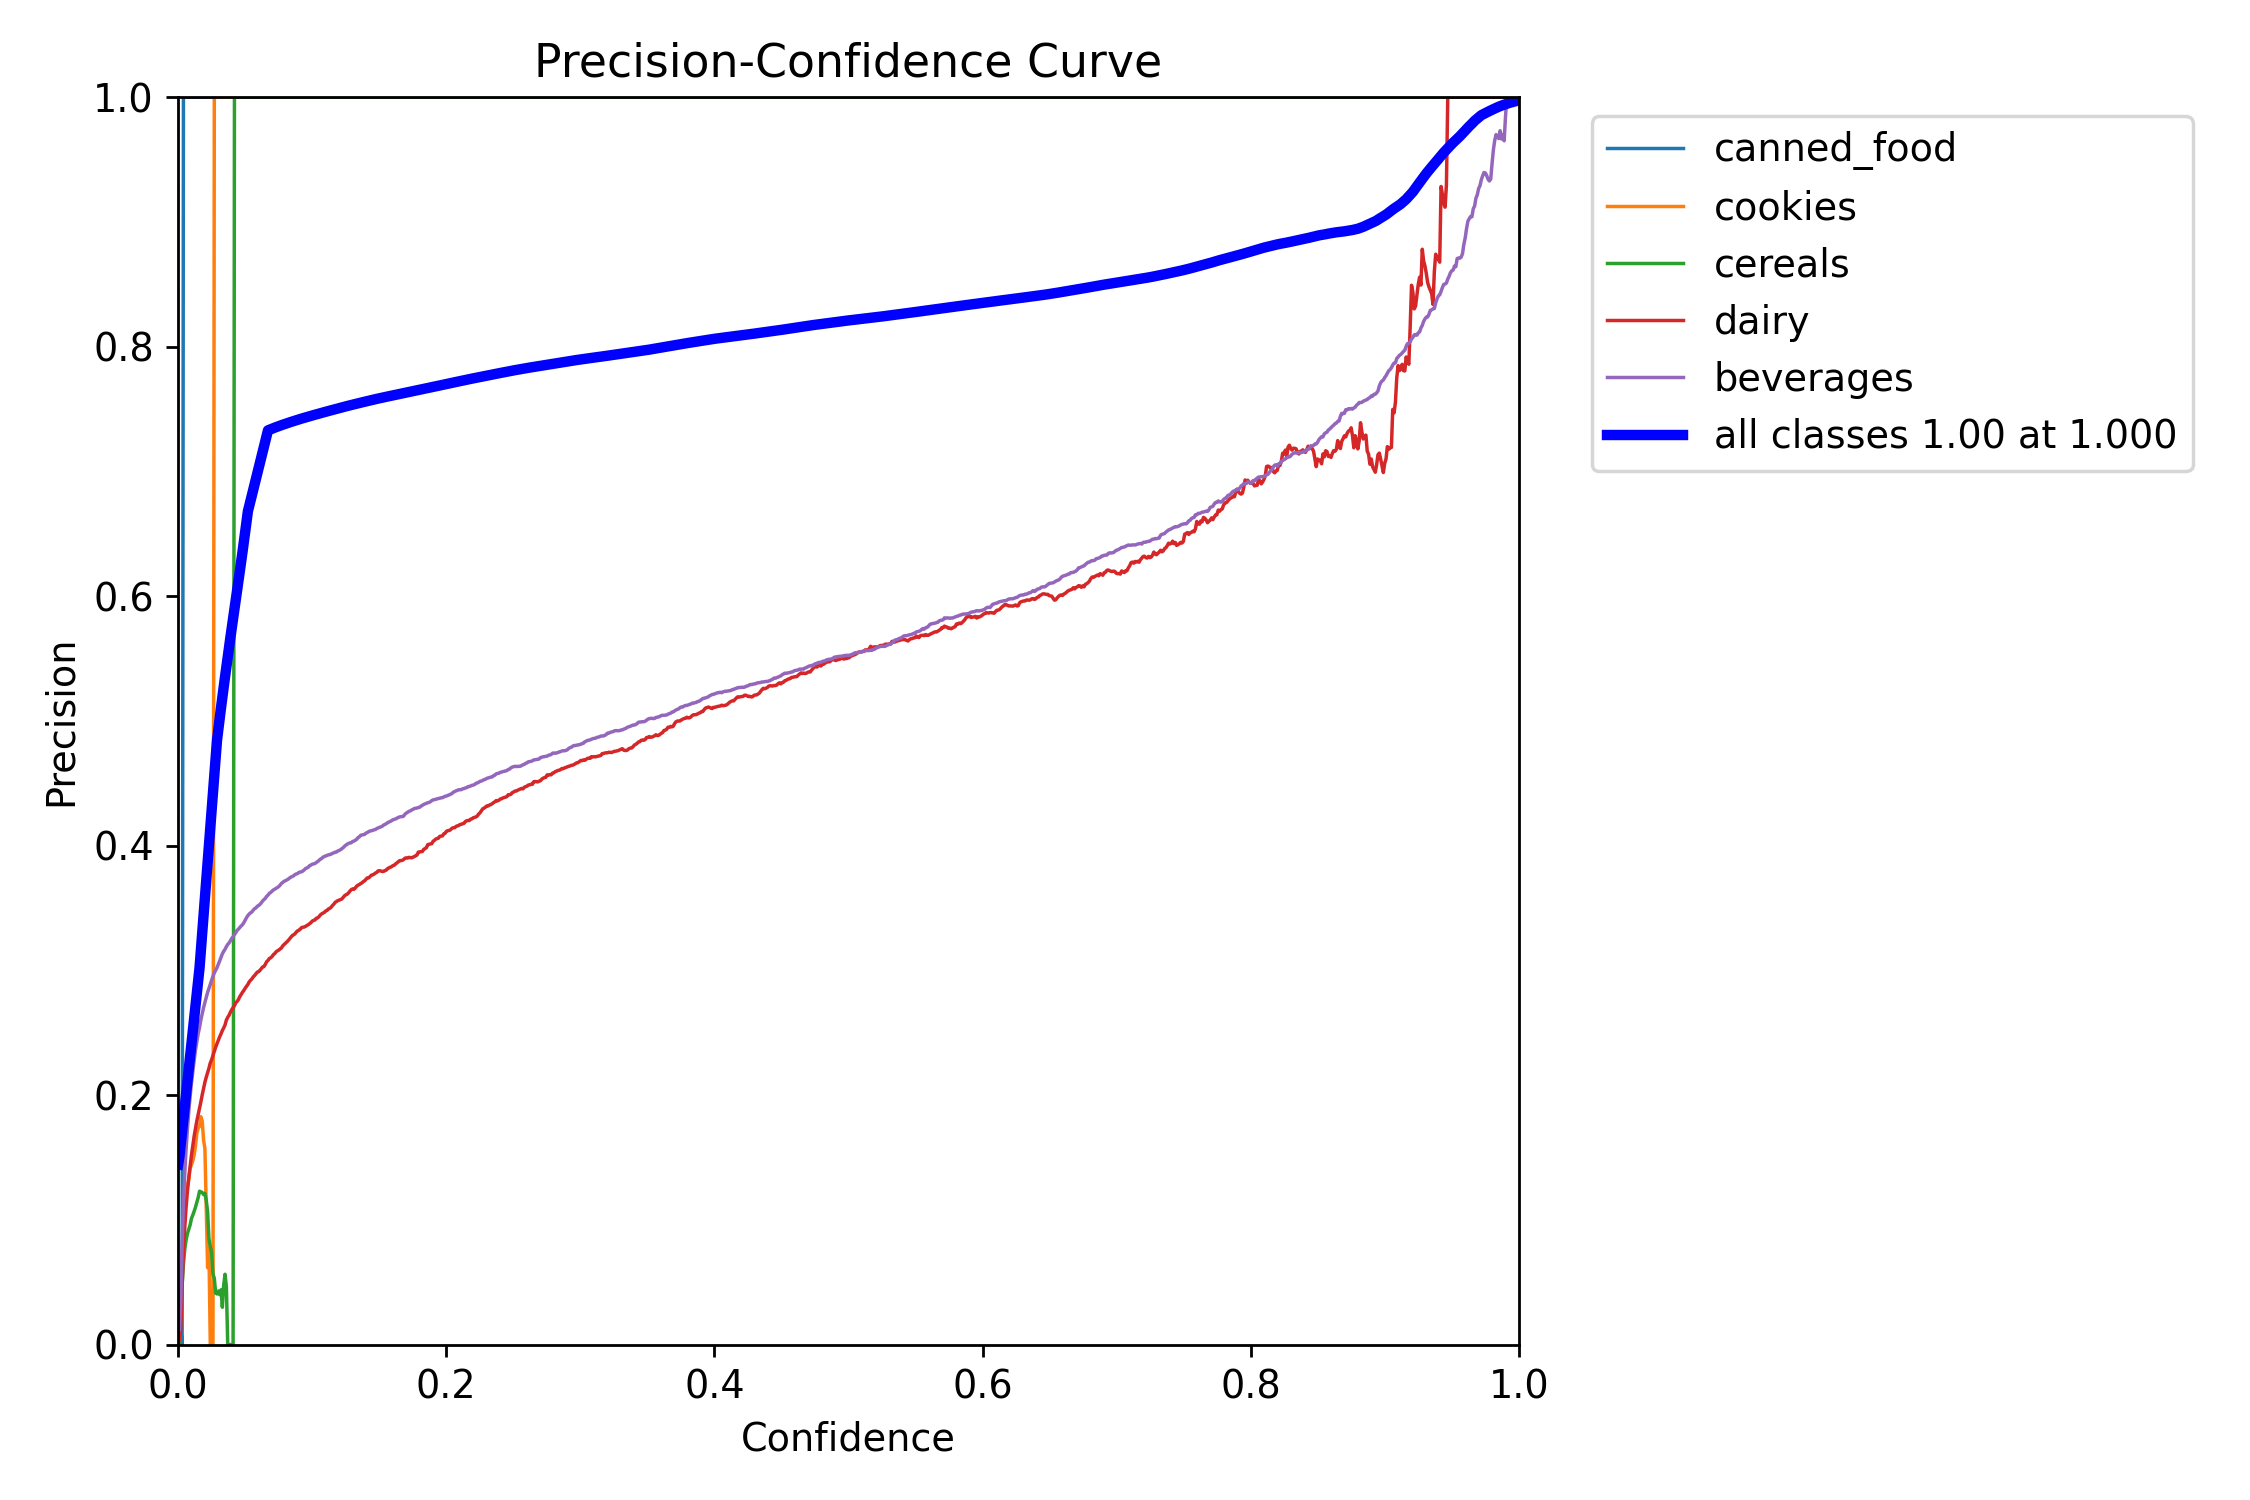 Precision-Confidence Curve
1.0
0.8
0.6
0.4
0.2
0.0
Precision
0.0 0.2 0.4 0.6 0.8 1.0
Confidence
canned_food
cookies
cereals
dairy
beverages
all classes 1.00 at 1.000